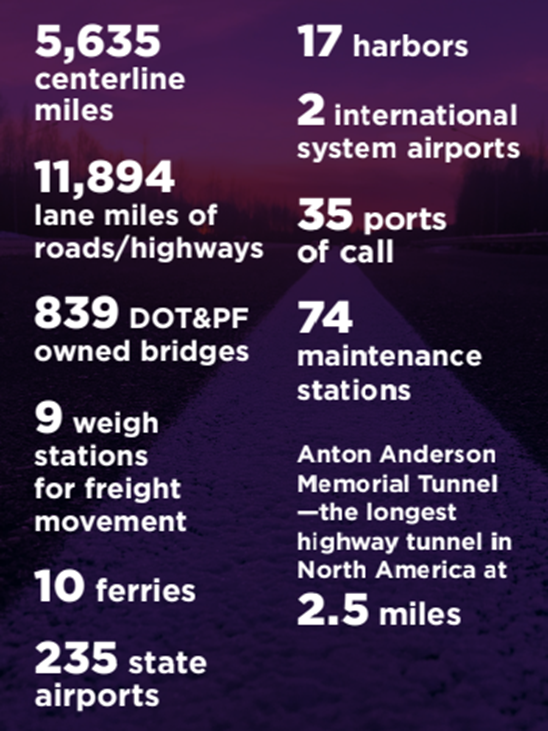 5,635
centerline
miles
11,894
lane miles of
roads/highways
839 DOT&PF
owned bridges
9 weigh
stations
for freight
movement
10 ferries
235 state
airports
17 harbors
2 international
system airports
35 ports
of call
74
maintenance
stations
Anton Anderson
Memorial Tunnel
—the longest
highway tunnel in
North America at
2.5 miles